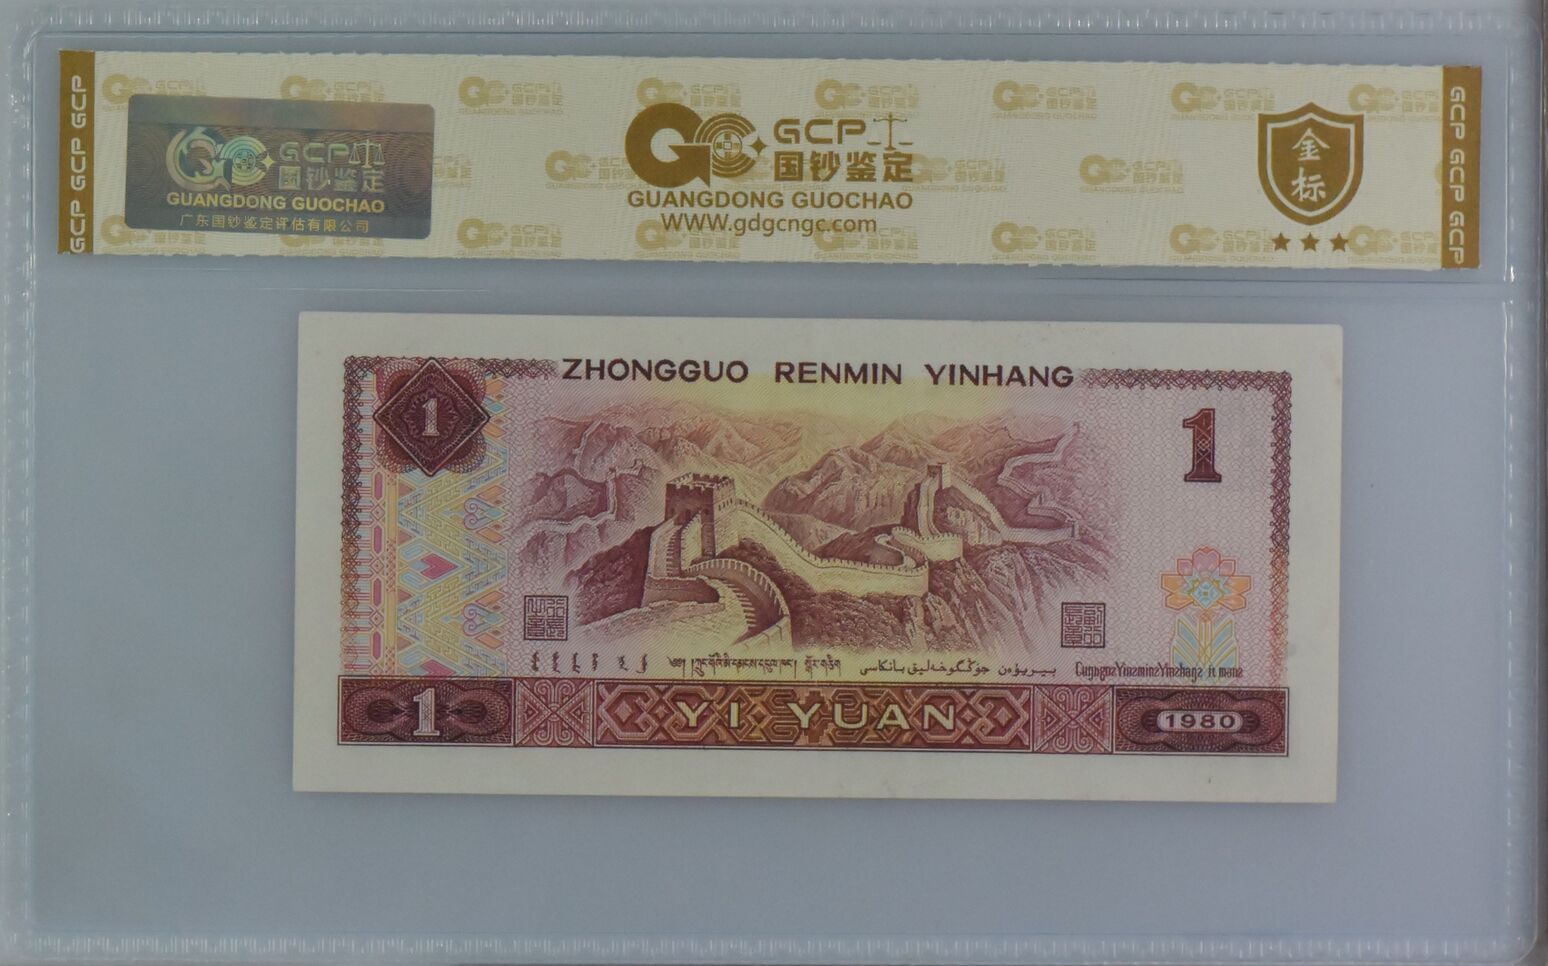 GCP GCP GCP
GCP 国钞鉴定
GUANGDONG GUOCHAO
广东国钞鉴定评估有限公司
GCP
国钞鉴定
GUANGDONG GUOCHAO
WWW.gdgcngc.com
金标
GCP GCP GCP GCP
ZHONGGUO RENMIN YINHANG
1
1
1
YI YUAN
1980